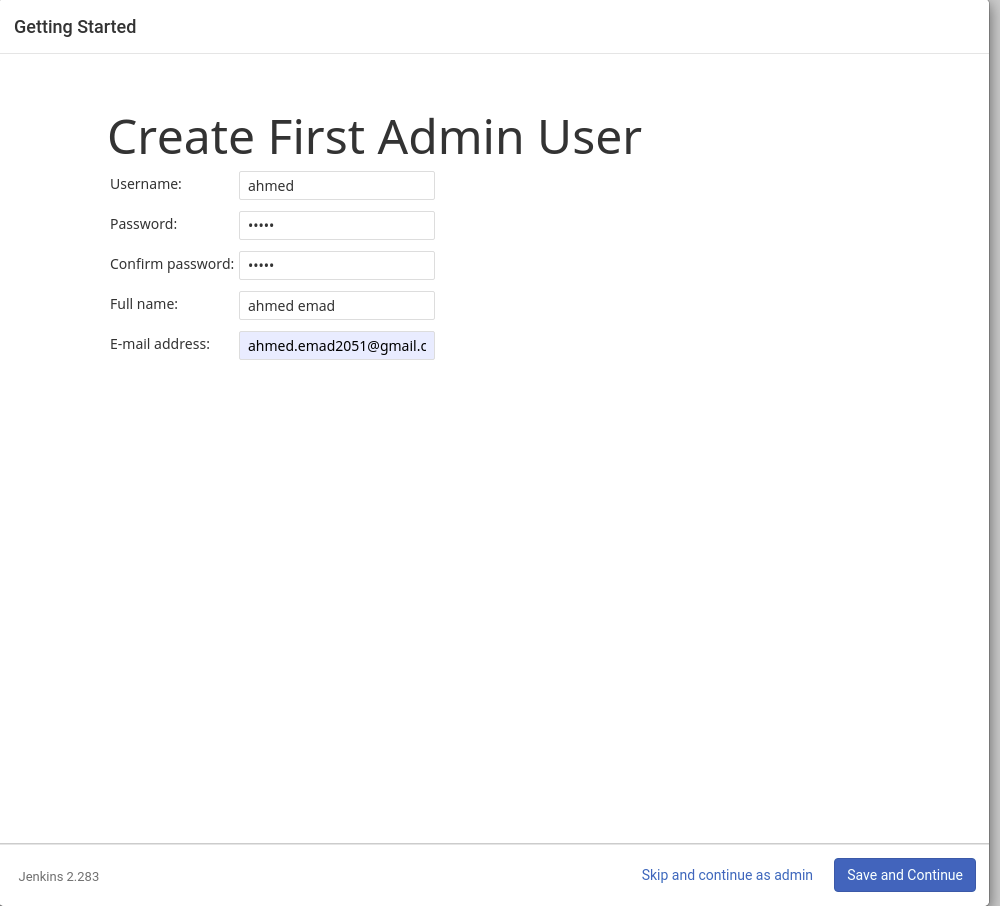 Getting Started
Create First Admin User
Username: ahmed
Password: •••••
Confirm password: •••••
Full name: ahmed emad
E-mail address: ahmed.emad2051@gmail.c
Jenkins 2.283 Skip and continue as admin Save and Continue